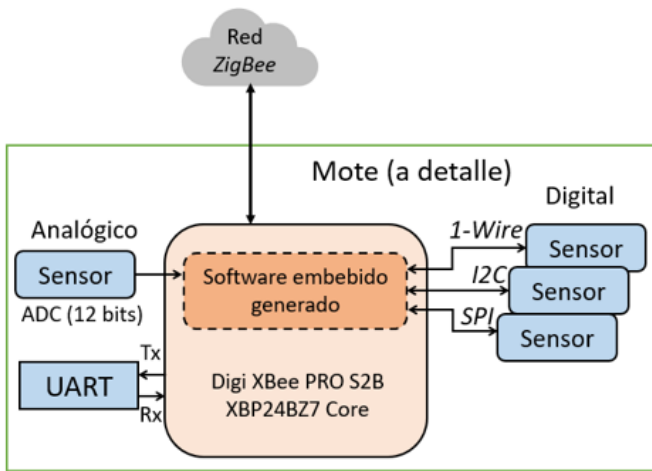 Red
ZigBee
Mote (a detalle)
Analógico
Sensor
ADC (12 bits)
Tx
UART
Rx
Software embebido
generado
Digi XBee PRO S2B
XBP24BZ7 Core
Digital
1-Wire
Sensor
I2C
Sensor
SPI
Sensor